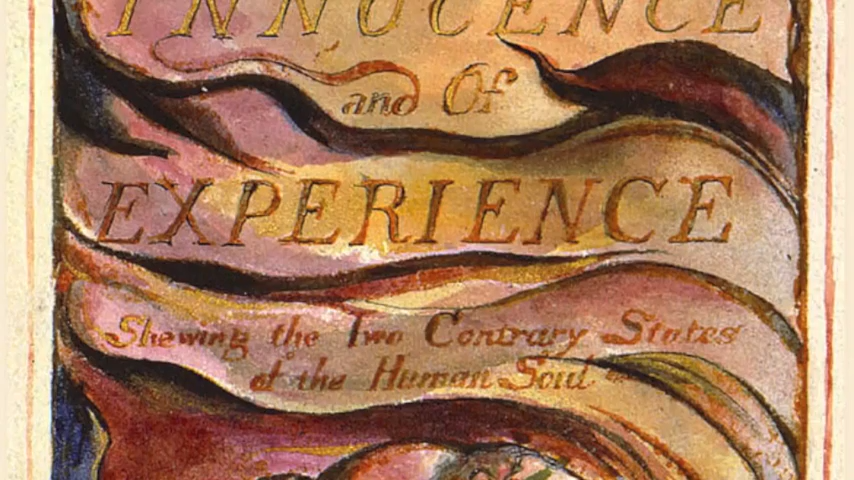 INNOCENCE
and Of
EXPERIENCE
Shewing the Two Contrary States
of the Human Soul